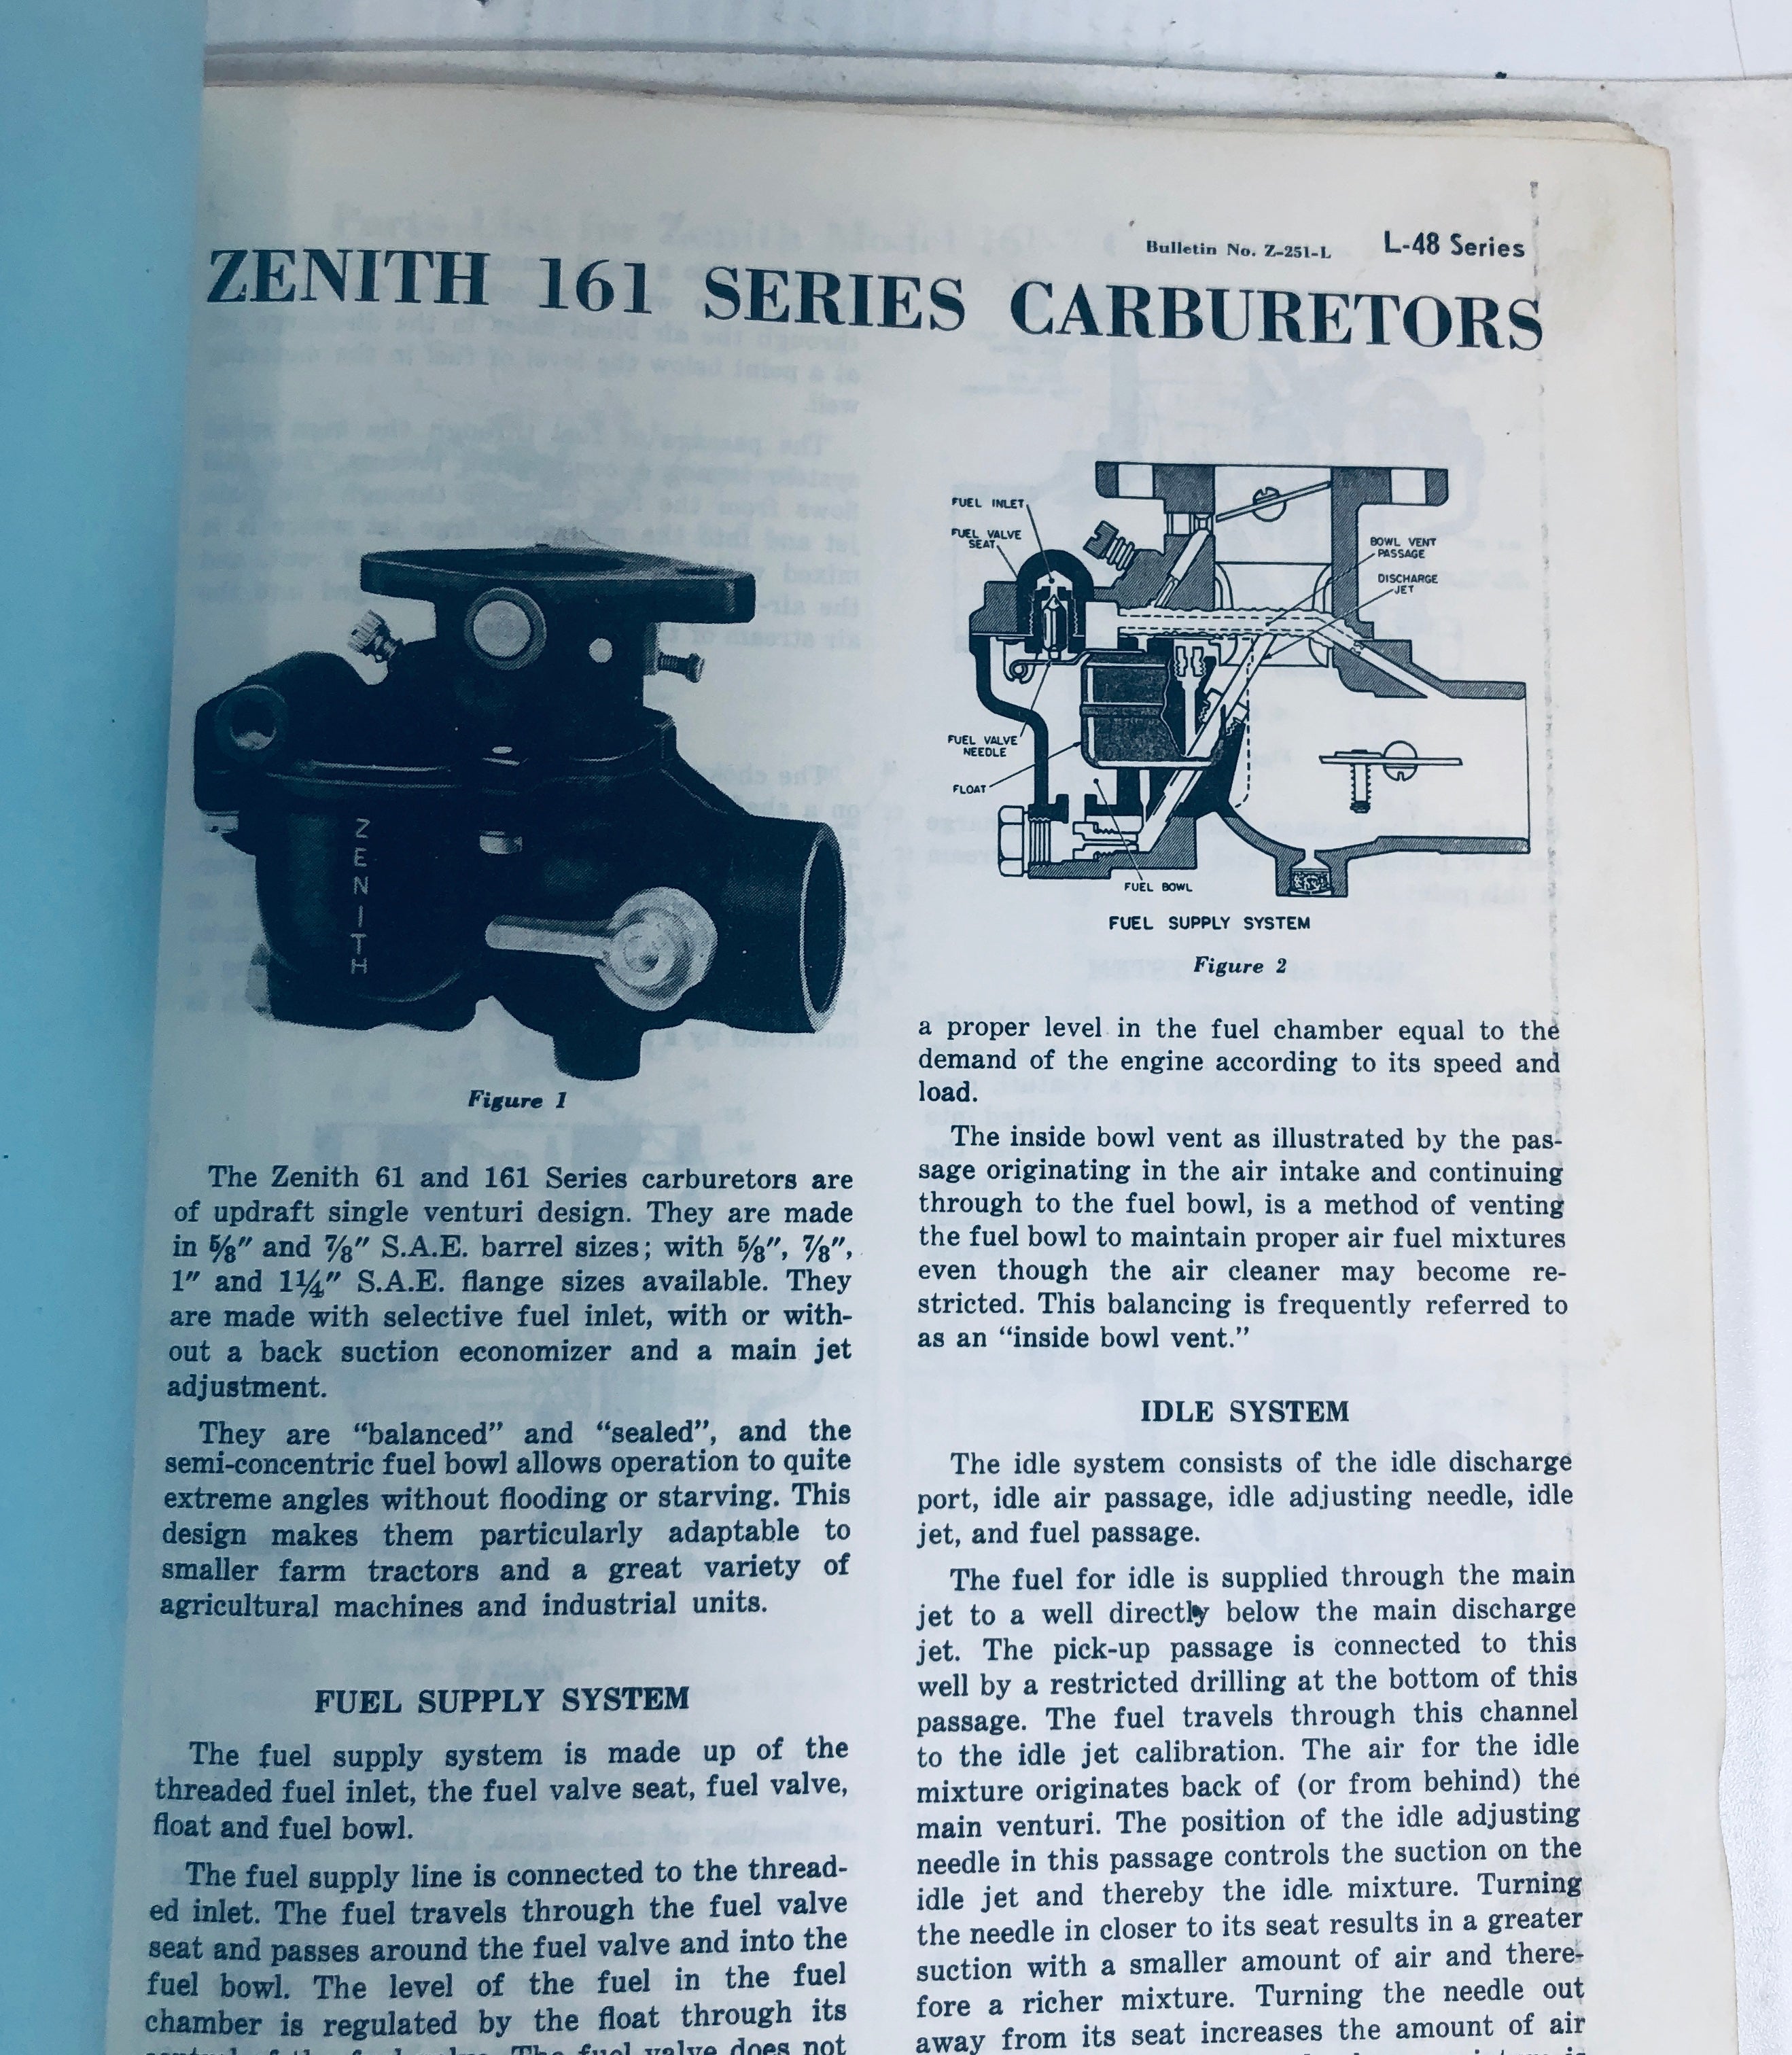 Bulletin No. Z-251-L L-48 Series
ZENITH 161 SERIES CARBURETORS
ZENITH
Figure 1
The Zenith 61 and 161 Series carburetors are
of updraft single venturi design. They are made
in 5/8″ and 7/8″ S.A.E. barrel sizes; with 5/8″, 7/8″,
1″ and 1 1/4″ S.A.E. flange sizes available. They
are made with selective fuel inlet, with or with-
out a back suction economizer and a main jet
adjustment.
They are “balanced” and “sealed”, and the
semi-concentric fuel bowl allows operation to quite
extreme angles without flooding or starving. This
design makes them particularly adaptable to
smaller farm tractors and a great variety of
agricultural machines and industrial units.
FUEL SUPPLY SYSTEM
The fuel supply system is made up of the
threaded fuel inlet, the fuel valve seat, fuel valve,
float and fuel bowl.
The fuel supply line is connected to the thread-
ed inlet. The fuel travels through the fuel valve
seat and passes around the fuel valve and into the
fuel bowl. The level of the fuel in the fuel
chamber is regulated by the float through its
control of the fuel valve. The fuel valve does not
FUEL INLET
FUEL VALVE
SEAT
BOWL VENT
PASSAGE
DISCHARGE
JET
FUEL VALVE
NEEDLE
FLOAT
FUEL BOWL
FUEL SUPPLY SYSTEM
Figure 2
a proper level in the fuel chamber equal to the
demand of the engine according to its speed and
load.
The inside bowl vent as illustrated by the pas-
sage originating in the air intake and continuing
through to the fuel bowl, is a method of venting
the fuel bowl to maintain proper air fuel mixtures
even though the air cleaner may become re-
stricted. This balancing is frequently referred to
as an “inside bowl vent.”
IDLE SYSTEM
The idle system consists of the idle discharge
port, idle air passage, idle adjusting needle, idle
jet, and fuel passage.
The fuel for idle is supplied through the main
jet to a well directly below the main discharge
jet. The pick-up passage is connected to this
well by a restricted drilling at the bottom of this
passage. The fuel travels through this channel
to the idle jet calibration. The air for the idle
mixture originates back of (or from behind) the
main venturi. The position of the idle adjusting
needle in this passage controls the suction on the
idle jet and thereby the idle mixture. Turning
the needle in closer to its seat results in a greater
suction with a smaller amount of air and there-
fore a richer mixture. Turning the needle out
away from its seat increases the amount of air